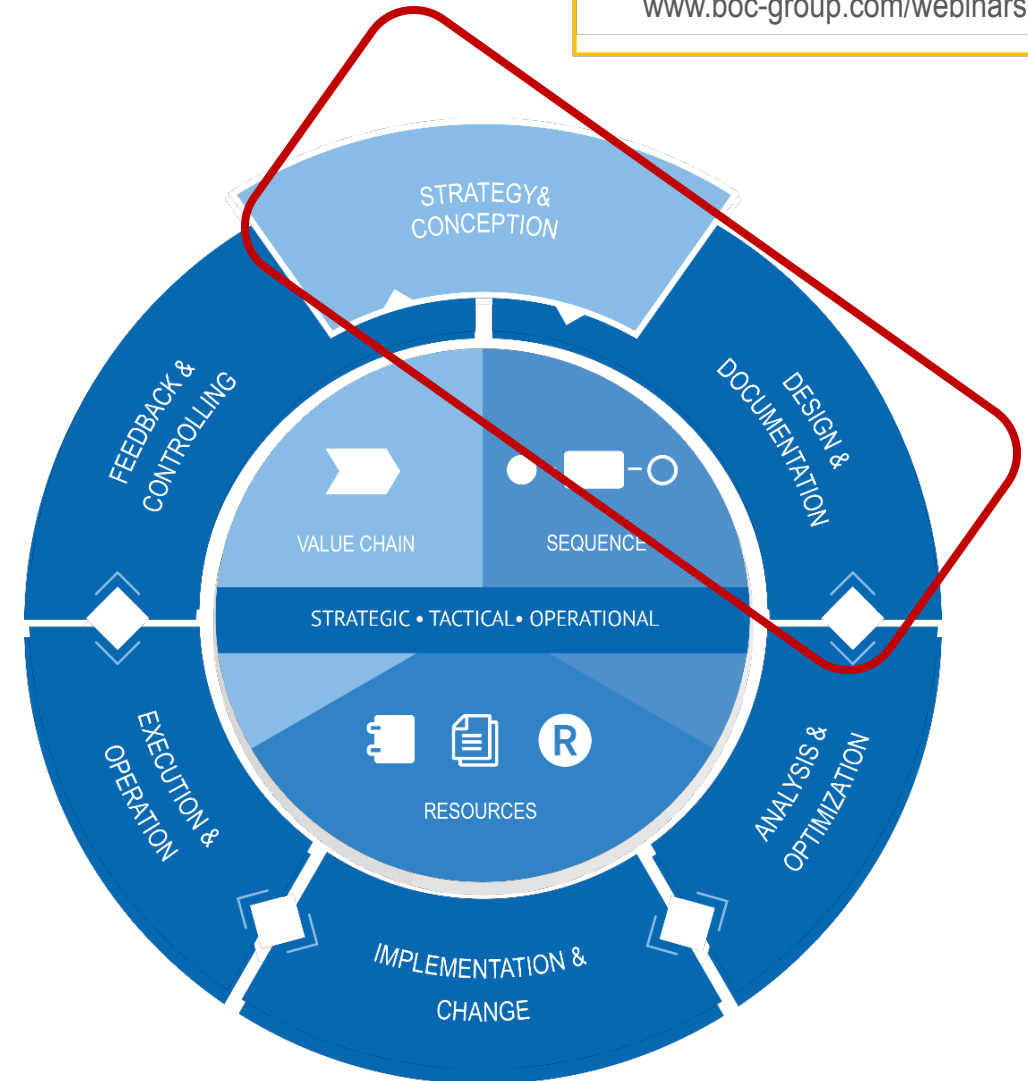 www.boc-group.com/webinars
STRATEGY&
CONCEPTION
FEEDBACK &
CONTROLLING
DESIGN &
DOCUMENTATION
VALUE CHAIN
SEQUENCE
STRATEGIC • TACTICAL• OPERATIONAL
R
RESOURCES
EXECUTION &
OPERATION
ANALYSIS &
OPTIMIZATION
IMPLEMENTATION &
CHANGE